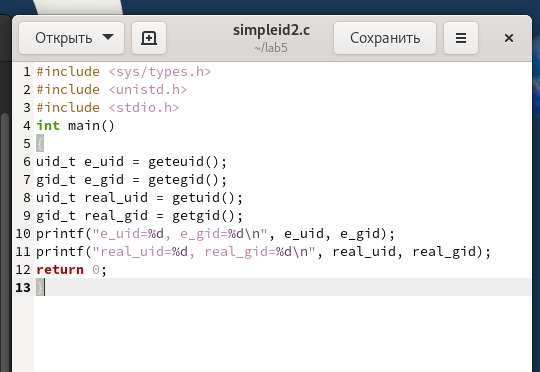 Открыть
simpleid2.c
~/lab5
Сохранить
1 #include <sys/types.h>
2 #include <unistd.h>
3 #include <stdio.h>
4 int main()
5 {
6 uid_t e_uid = geteuid();
7 gid_t e_gid = getegid();
8 uid_t real_uid = getuid();
9 gid_t real_gid = getgid();
10 printf("e_uid=%d, e_gid=%d\n", e_uid, e_gid);
11 printf("real_uid=%d, real_gid=%d\n", real_uid, real_gid);
12 return 0;
13 }